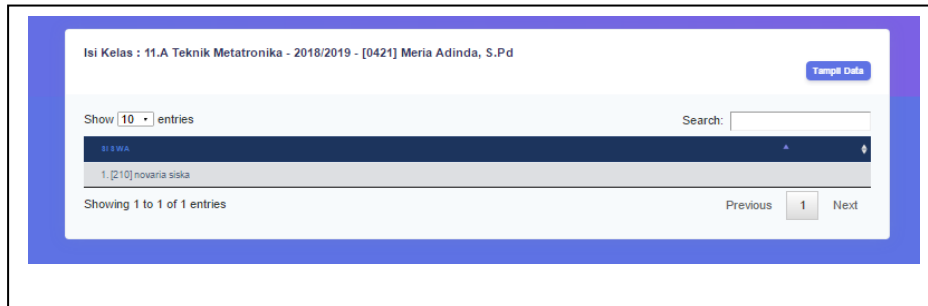 Isi Kelas : 11.A Teknik Metatronika - 2018/2019 - [0421] Meria Adinda, S.Pd
Tampil Data
Show 10 entries
Search:
SISWA
1. [210] novaria siska
Showing 1 to 1 of 1 entries
Previous 1 Next